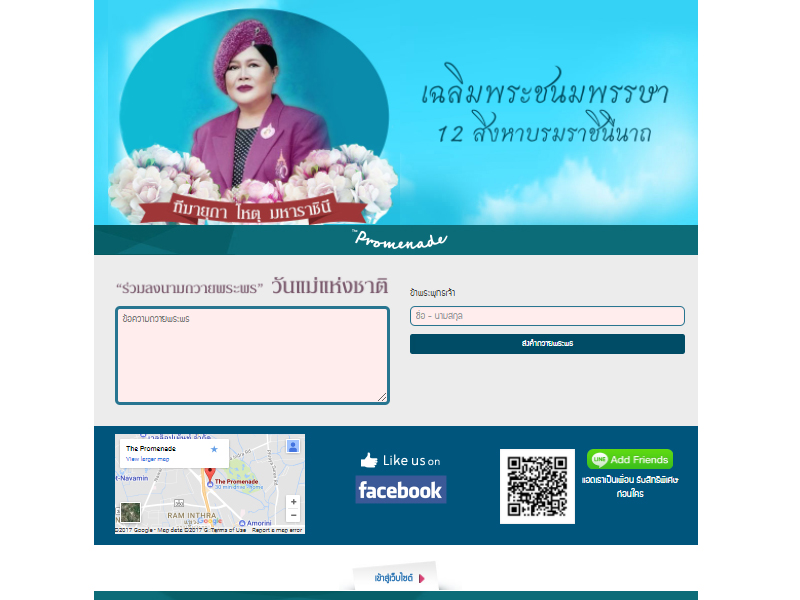 เฉลิมพระชนมพรรษา
12 สิงหาบรมราชินีนาถ
ทีฆายุกา โหตุ มหาราชินี
The Promenade
“ร่วมลงนามถวายพระพร” วันแม่แห่งชาติ
ข้อความถวายพระพร
ข้าพระพุทธเจ้า
ชื่อ - นามสกุล
ส่งคำถวายพระพร
The Promenade
View larger map
-Navamin
The Promenade
RAM INTHRA
Amorini
©2017 Google - Map data ©2017 G
Terms of Use
Report a map error
Like us on
facebook
LINE
Add Friends
แอดเราเป็นเพื่อน รับสิทธิพิเศษ
ก่อนใคร
เข้าสู่เว็บไซต์